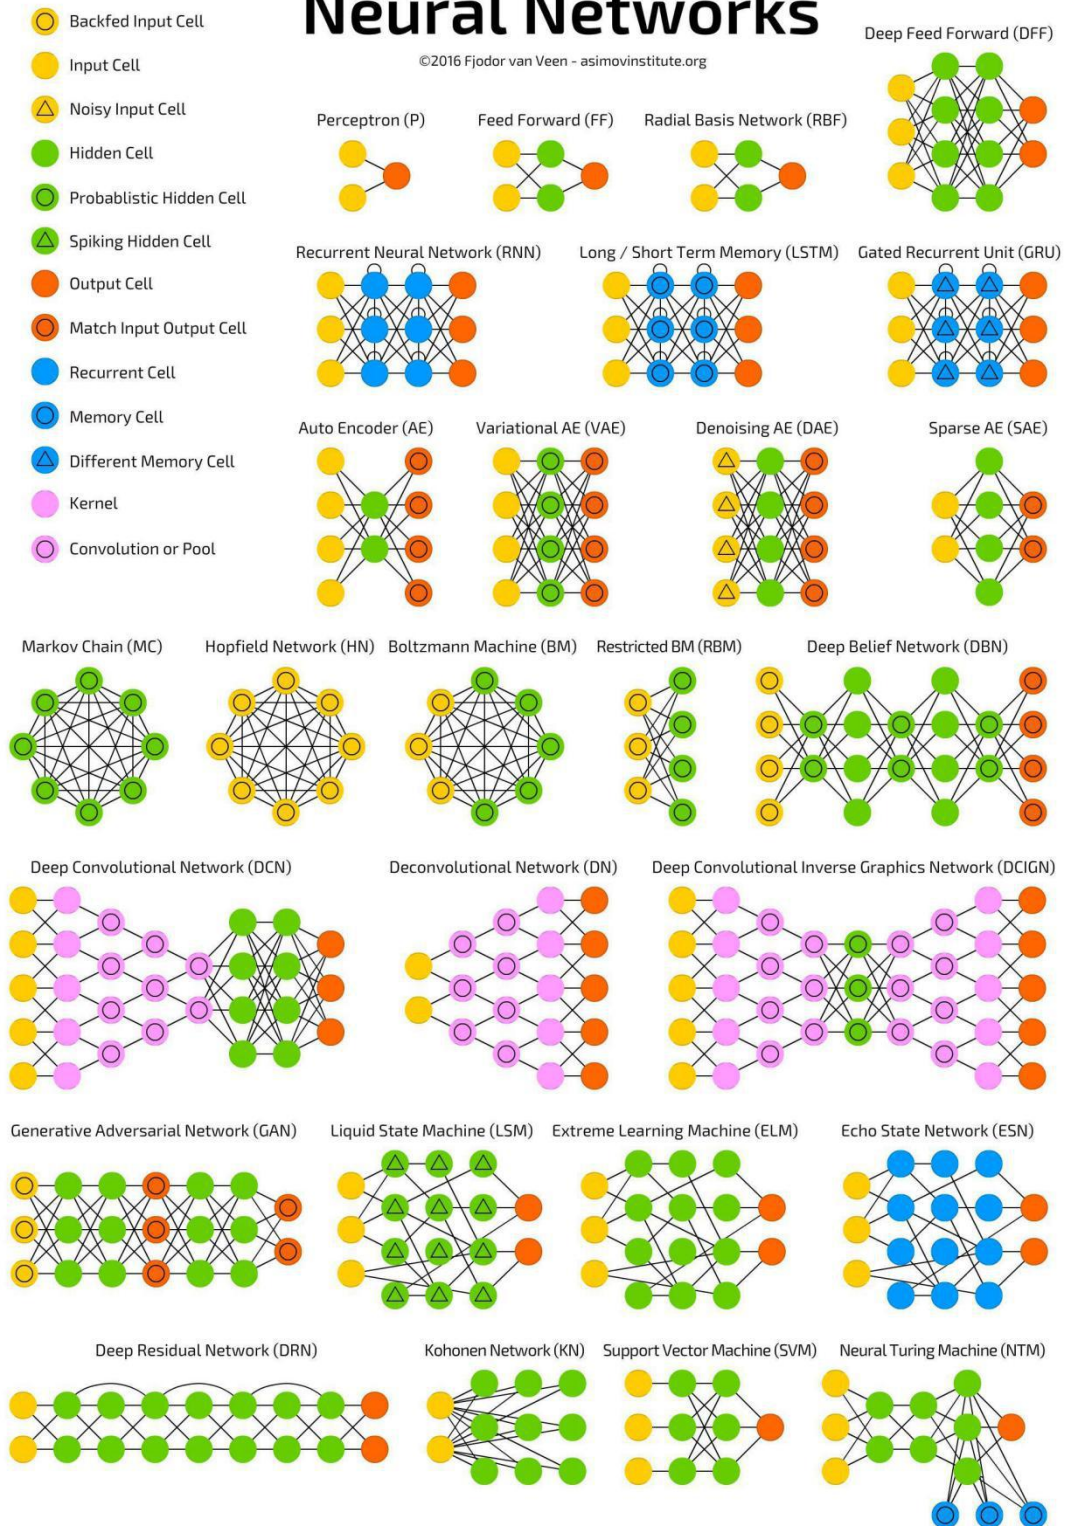 Neural Networks
©2016 Fjodor van Veen - asimovinstitute.org
Backfed Input Cell
Input Cell
Noisy Input Cell
Hidden Cell
Probablistic Hidden Cell
Spiking Hidden Cell
Output Cell
Match Input Output Cell
Recurrent Cell
Memory Cell
Different Memory Cell
Kernel
Convolution or Pool
Deep Feed Forward (DFF)
Perceptron (P)
Feed Forward (FF)
Radial Basis Network (RBF)
Recurrent Neural Network (RNN)
Long / Short Term Memory (LSTM)
Gated Recurrent Unit (GRU)
Auto Encoder (AE)
Variational AE (VAE)
Denoising AE (DAE)
Sparse AE (SAE)
Markov Chain (MC)
Hopfield Network (HN)
Boltzmann Machine (BM)
Restricted BM (RBM)
Deep Belief Network (DBN)
Deep Convolutional Network (DCN)
Deconvolutional Network (DN)
Deep Convolutional Inverse Graphics Network (DCIGN)
Generative Adversarial Network (GAN)
Liquid State Machine (LSM)
Extreme Learning Machine (ELM)
Echo State Network (ESN)
Deep Residual Network (DRN)
Kohonen Network (KN)
Support Vector Machine (SVM)
Neural Turing Machine (NTM)